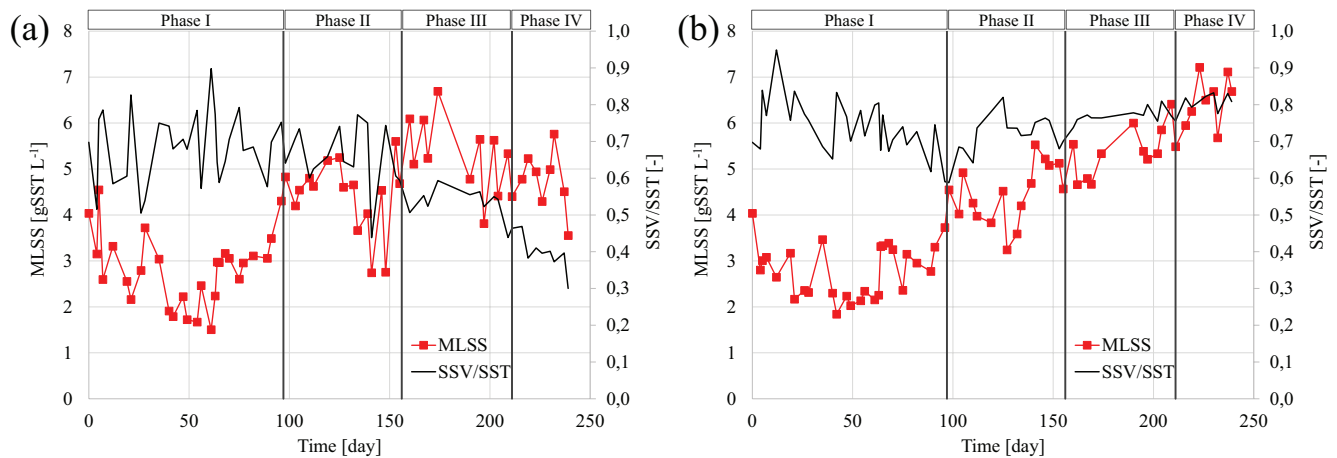 (a)
Phase I Phase II Phase III Phase IV
8 1,0
7 0,9
0,8
6 0,7
5 0,6
4 0,5
3 0,4
0,3
2 0,2
1 0,1
0 0,0
MLSS [gSST L⁻¹]
SSV/SST [-]
MLSS
SSV/SST
0 50 100 150 200 250
Time [day]
(b)
Phase I Phase II Phase III Phase IV
8 1,0
7 0,9
0,8
6 0,7
5 0,6
4 0,5
3 0,4
0,3
2 0,2
1 0,1
0 0,0
MLSS [gSST L⁻¹]
SSV/SST [-]
MLSS
SSV/SST
0 50 100 150 200 250
Time [day]